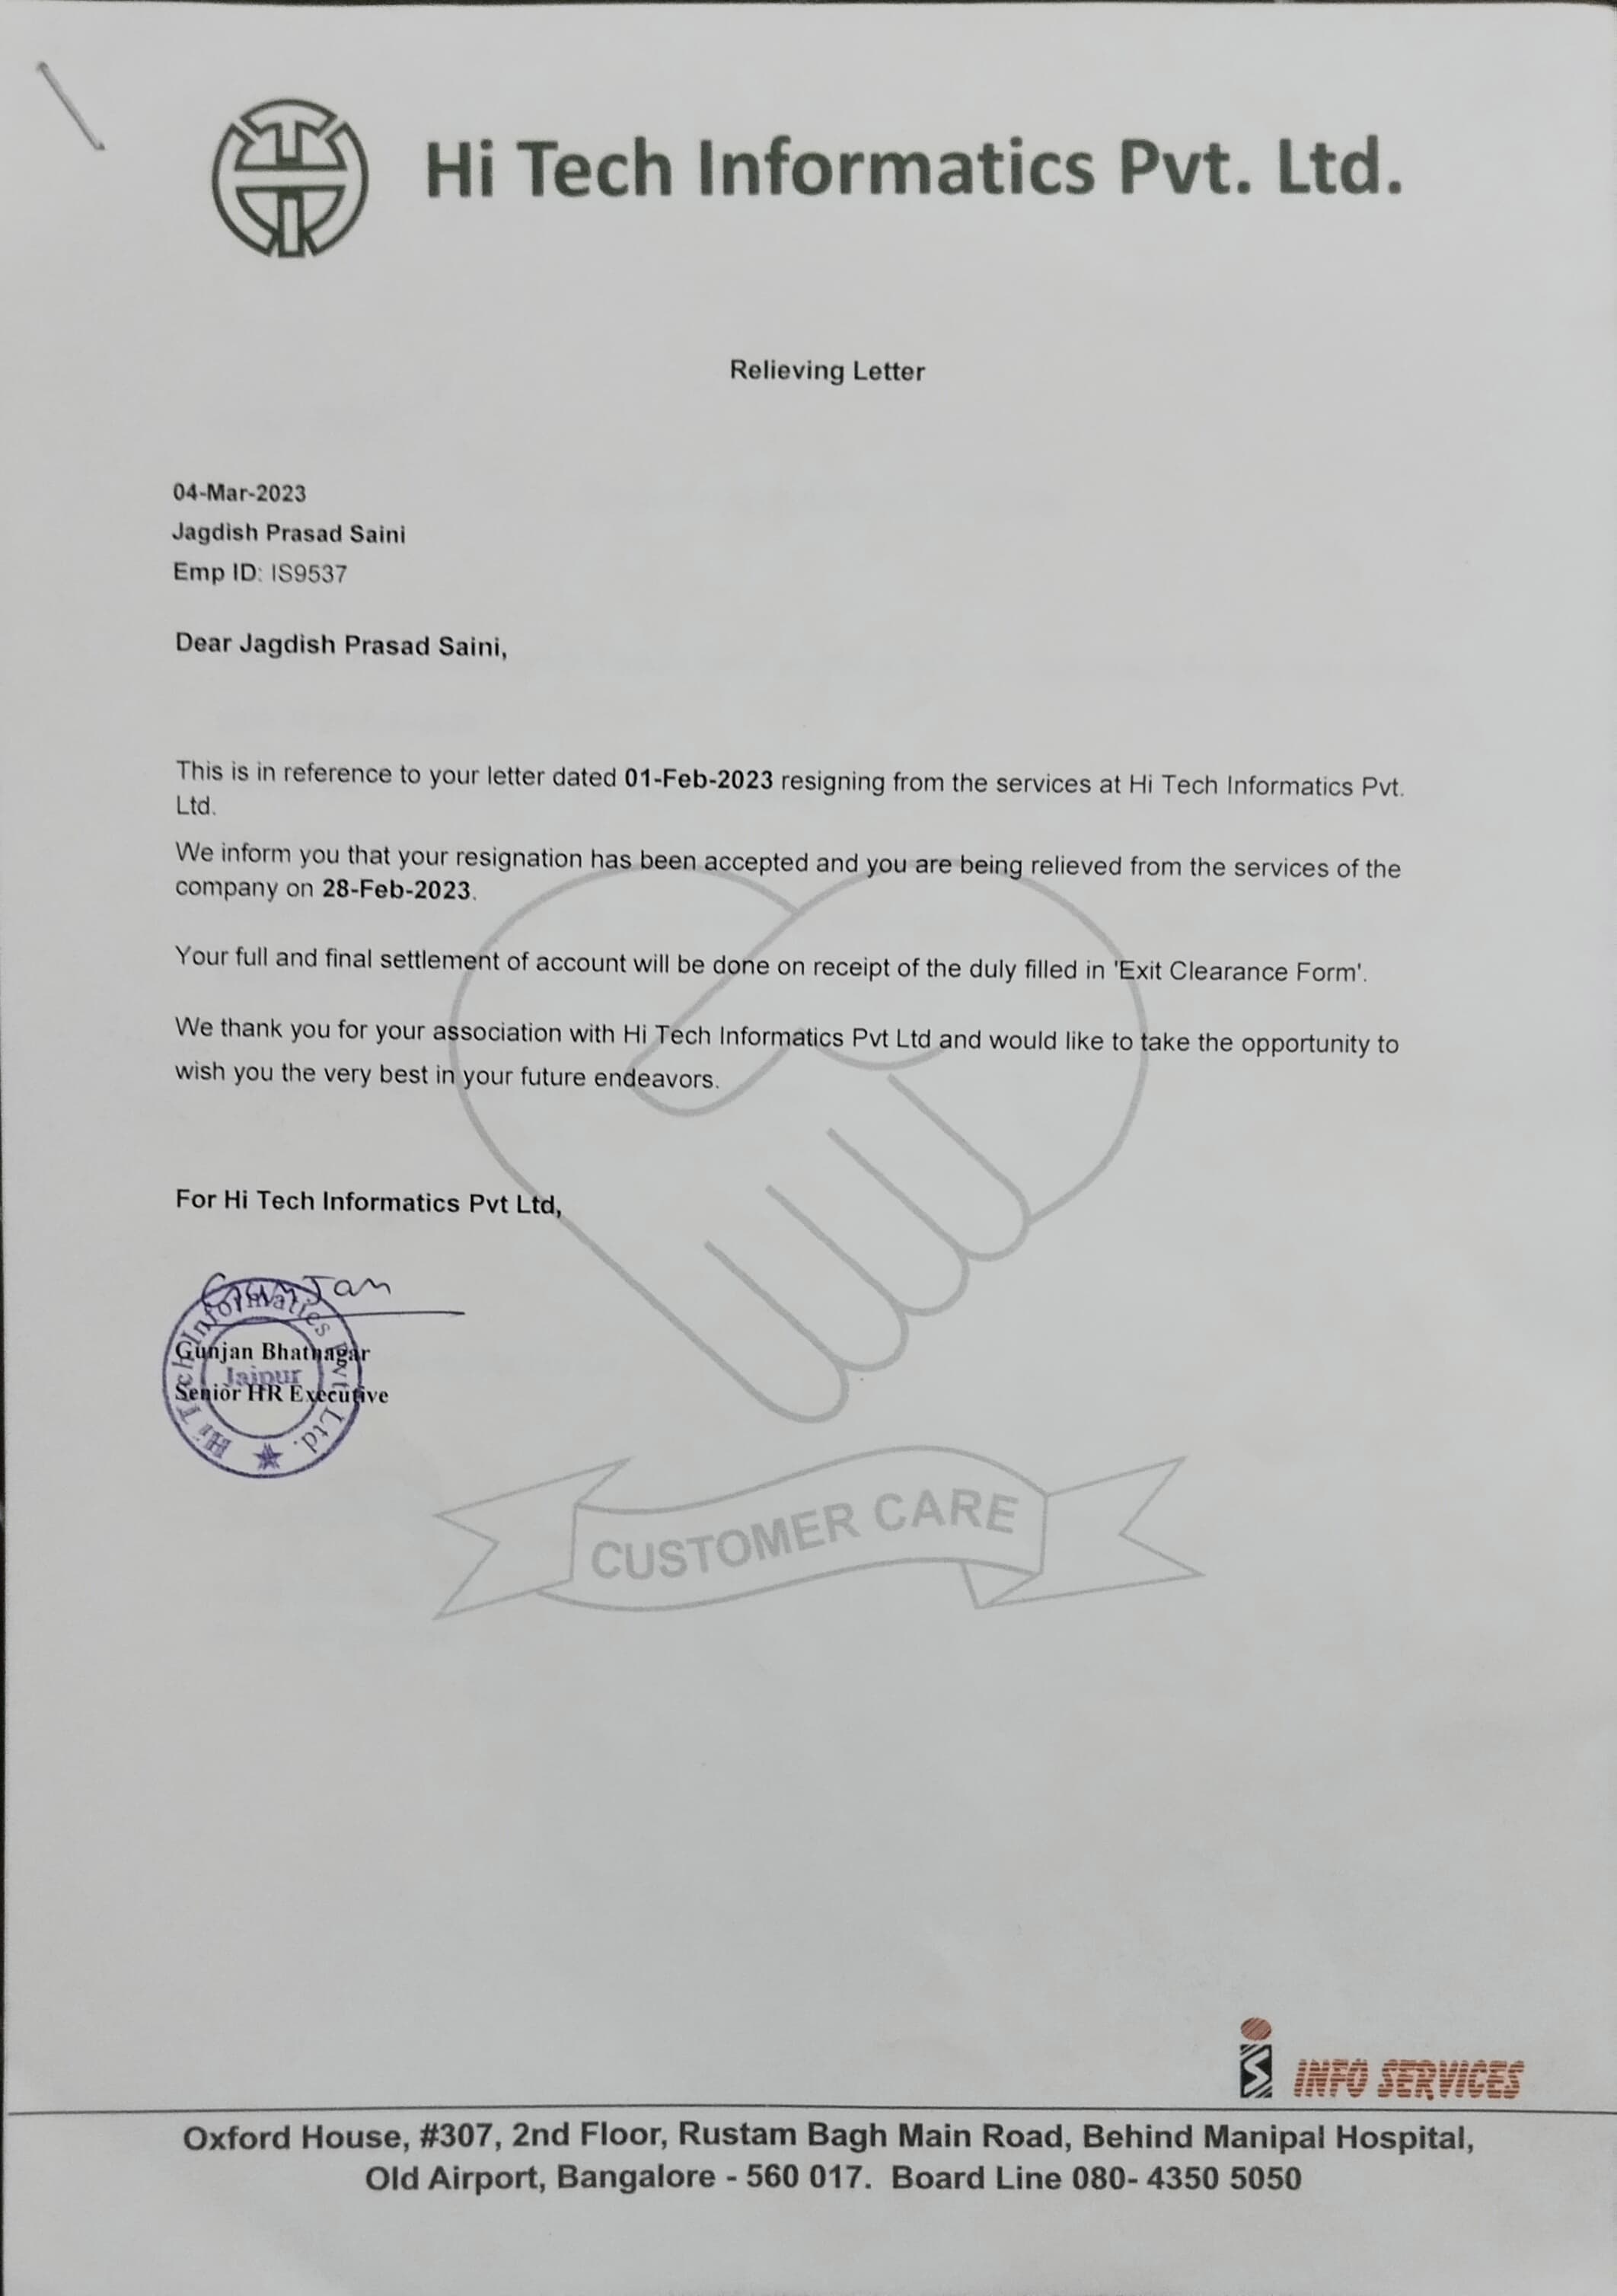 Hi Tech Informatics Pvt. Ltd.
Relieving Letter
04-Mar-2023
Jagdish Prasad Saini
Emp ID: IS9537
Dear Jagdish Prasad Saini,
This is in reference to your letter dated 01-Feb-2023 resigning from the services at Hi Tech Informatics Pvt.
Ltd.
We inform you that your resignation has been accepted and you are being relieved from the services of the
company on 28-Feb-2023.
Your full and final settlement of account will be done on receipt of the duly filled in 'Exit Clearance Form'.
We thank you for your association with Hi Tech Informatics Pvt Ltd and would like to take the opportunity to
wish you the very best in your future endeavors.
For Hi Tech Informatics Pvt Ltd,
Gunjan
Hi Tech Informatics Pvt. Ltd.
Gunjan Bhatnagar
Jaipur
Senior HR Executive
CUSTOMER CARE
is INFO SERVICES
Oxford House, #307, 2nd Floor, Rustam Bagh Main Road, Behind Manipal Hospital,
Old Airport, Bangalore - 560 017. Board Line 080- 4350 5050